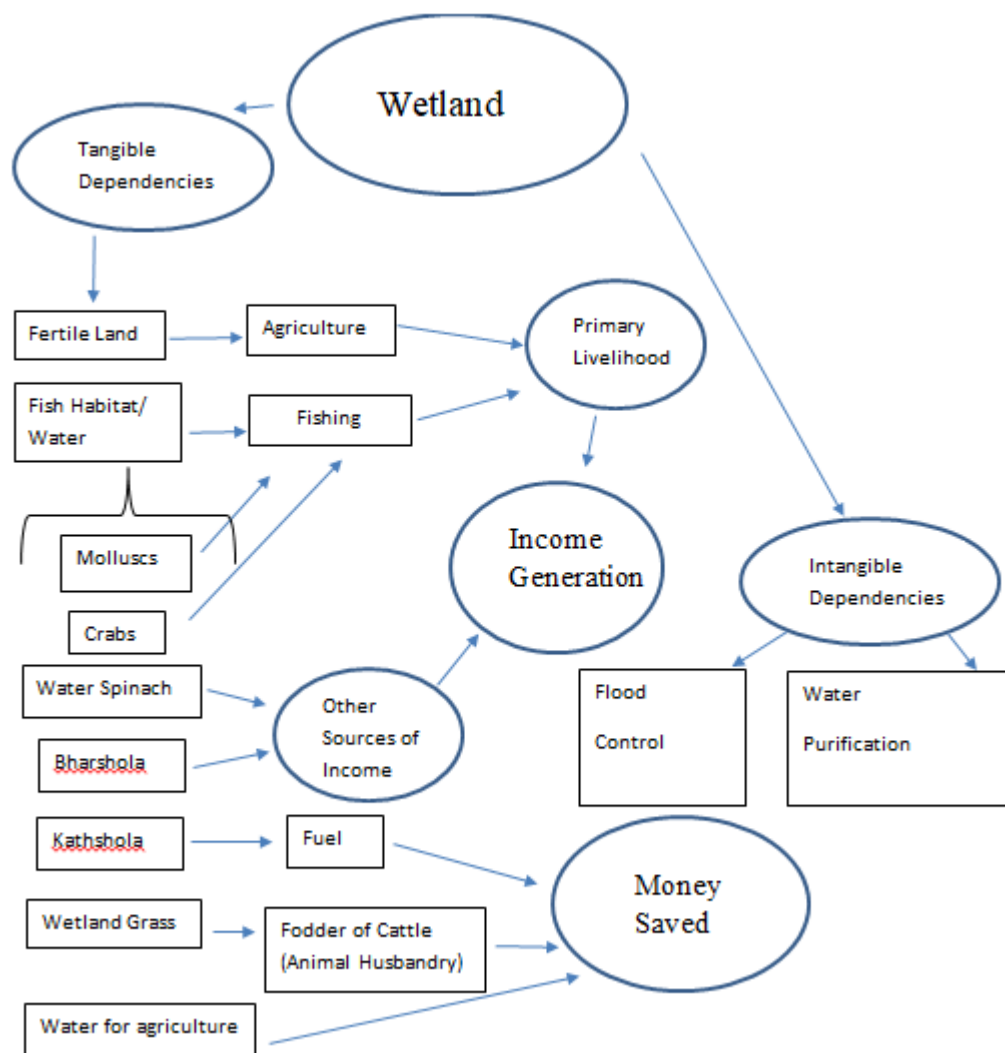 Wetland
Tangible
Dependencies
Fertile Land
Agriculture
Primary
Livelihood
Fish Habitat/
Water
Fishing
Molluscs
Income
Generation
Intangible
Dependencies
Crabs
Water Spinach
Other
Sources of
Income
Flood
Control
Water
Purification
Bharshola
Kathshola
Fuel
Money
Saved
Wetland Grass
Fodder of Cattle
(Animal Husbandry)
Water for agriculture